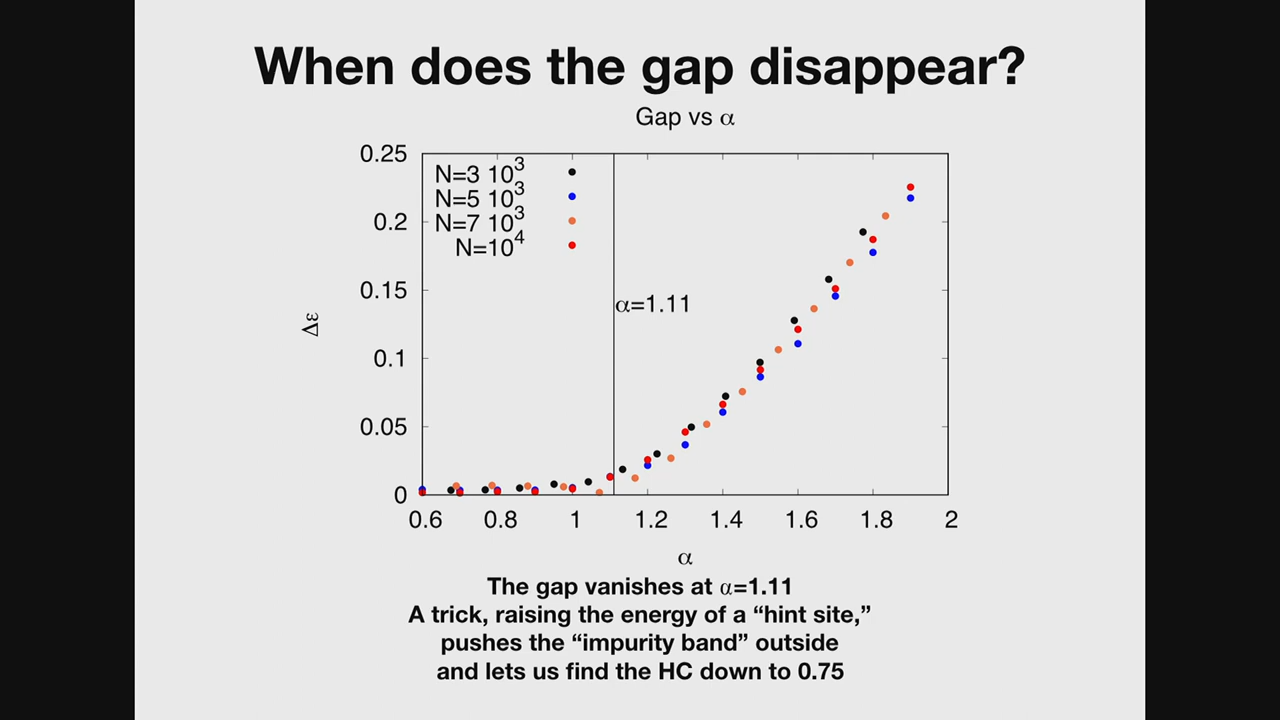 When does the gap disappear?
Gap vs α
0.25
0.2
0.15
0.1
0.05
0
Δε
N=3 10^3
N=5 10^3
N=7 10^3
N=10^4
α=1.11
0.6 0.8 1 1.2 1.4 1.6 1.8 2
α
The gap vanishes at α=1.11
A trick, raising the energy of a “hint site,”
pushes the “impurity band” outside
and lets us find the HC down to 0.75